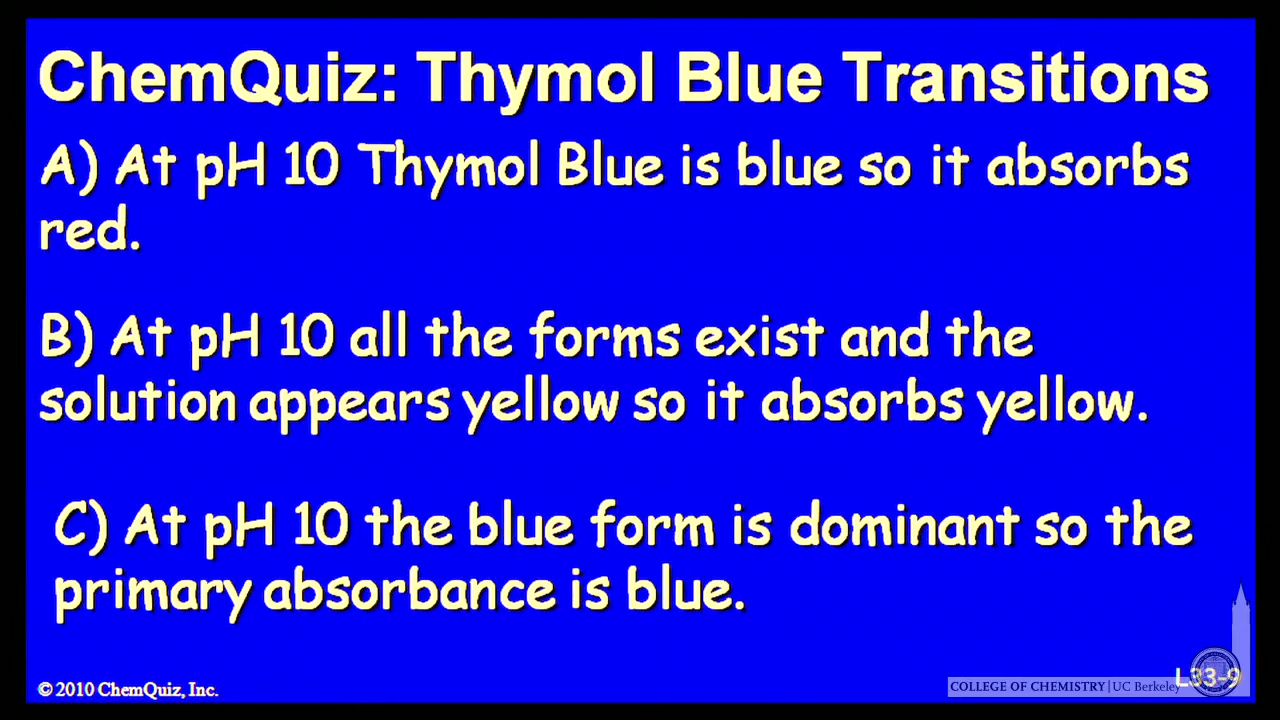 ChemQuiz: Thymol Blue Transitions
A) At pH 10 Thymol Blue is blue so it absorbs
red.
B) At pH 10 all the forms exist and the
solution appears yellow so it absorbs yellow.
C) At pH 10 the blue form is dominant so the
primary absorbance is blue.
© 2010 ChemQuiz, Inc.
COLLEGE OF CHEMISTRY | UC Berkeley
L33-9